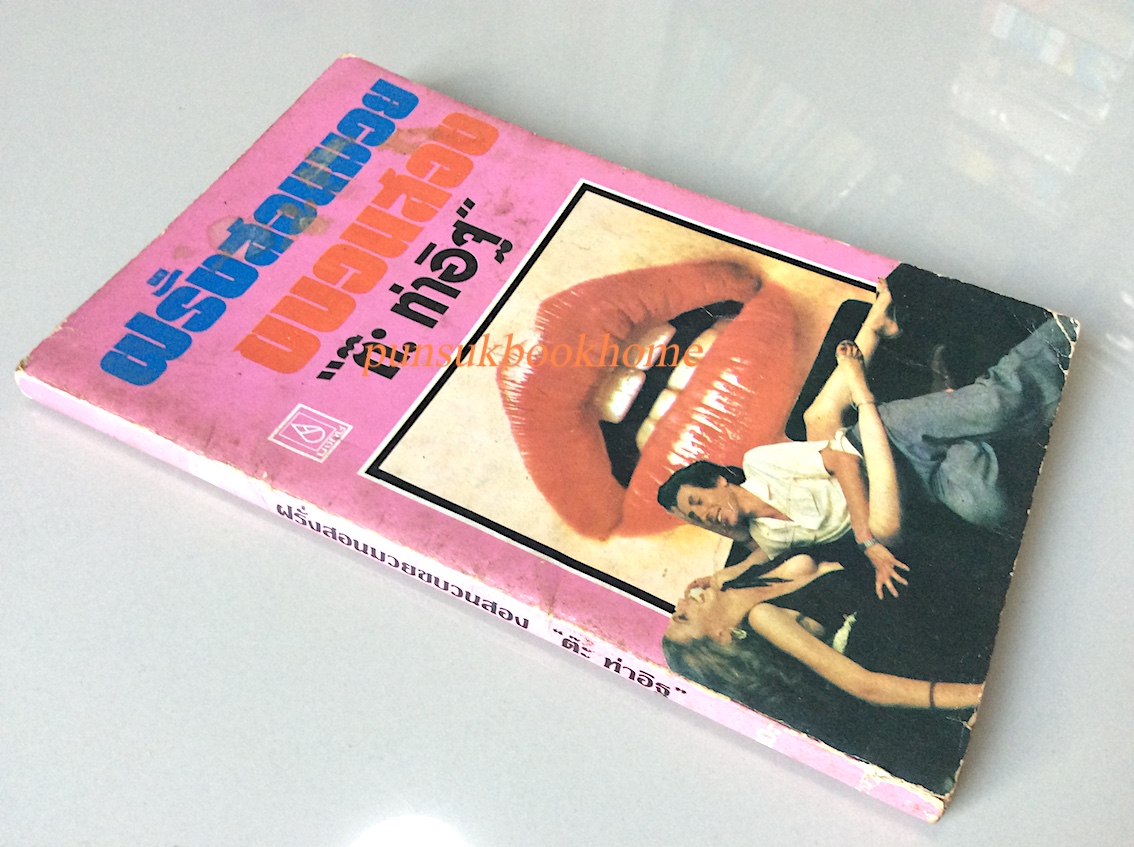 ฝรั่งสอนมวย
ขบวนสอง
"ต๊ะ ท่าอิฐ"
punsukbookhome
ฝรั่งสอนมวยขบวนสอง "ต๊ะ ท่าอิฐ"